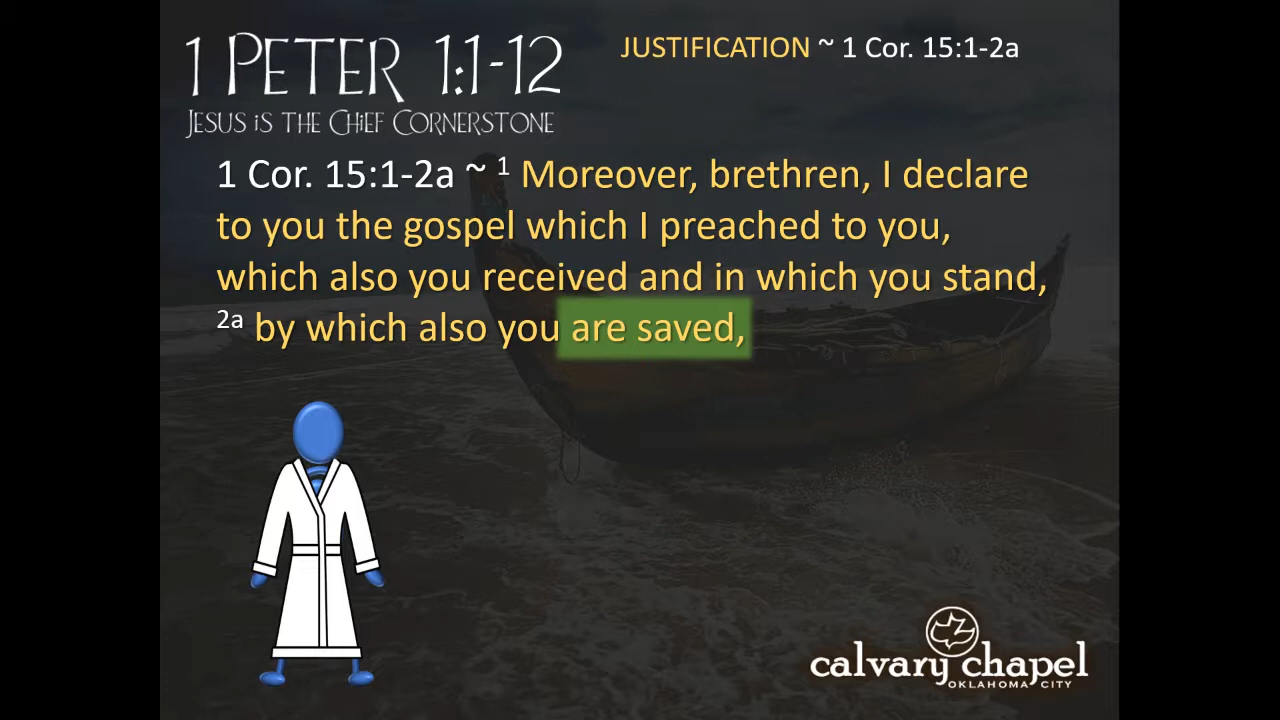 1 PETER 1:1-12
JESUS IS THE CHIEF CORNERSTONE
JUSTIFICATION ~ 1 Cor. 15:1-2a
1 Cor. 15:1-2a ~ 1 Moreover, brethren, I declare
to you the gospel which I preached to you,
which also you received and in which you stand,
2a by which also you are saved,
calvary chapel
OKLAHOMA CITY